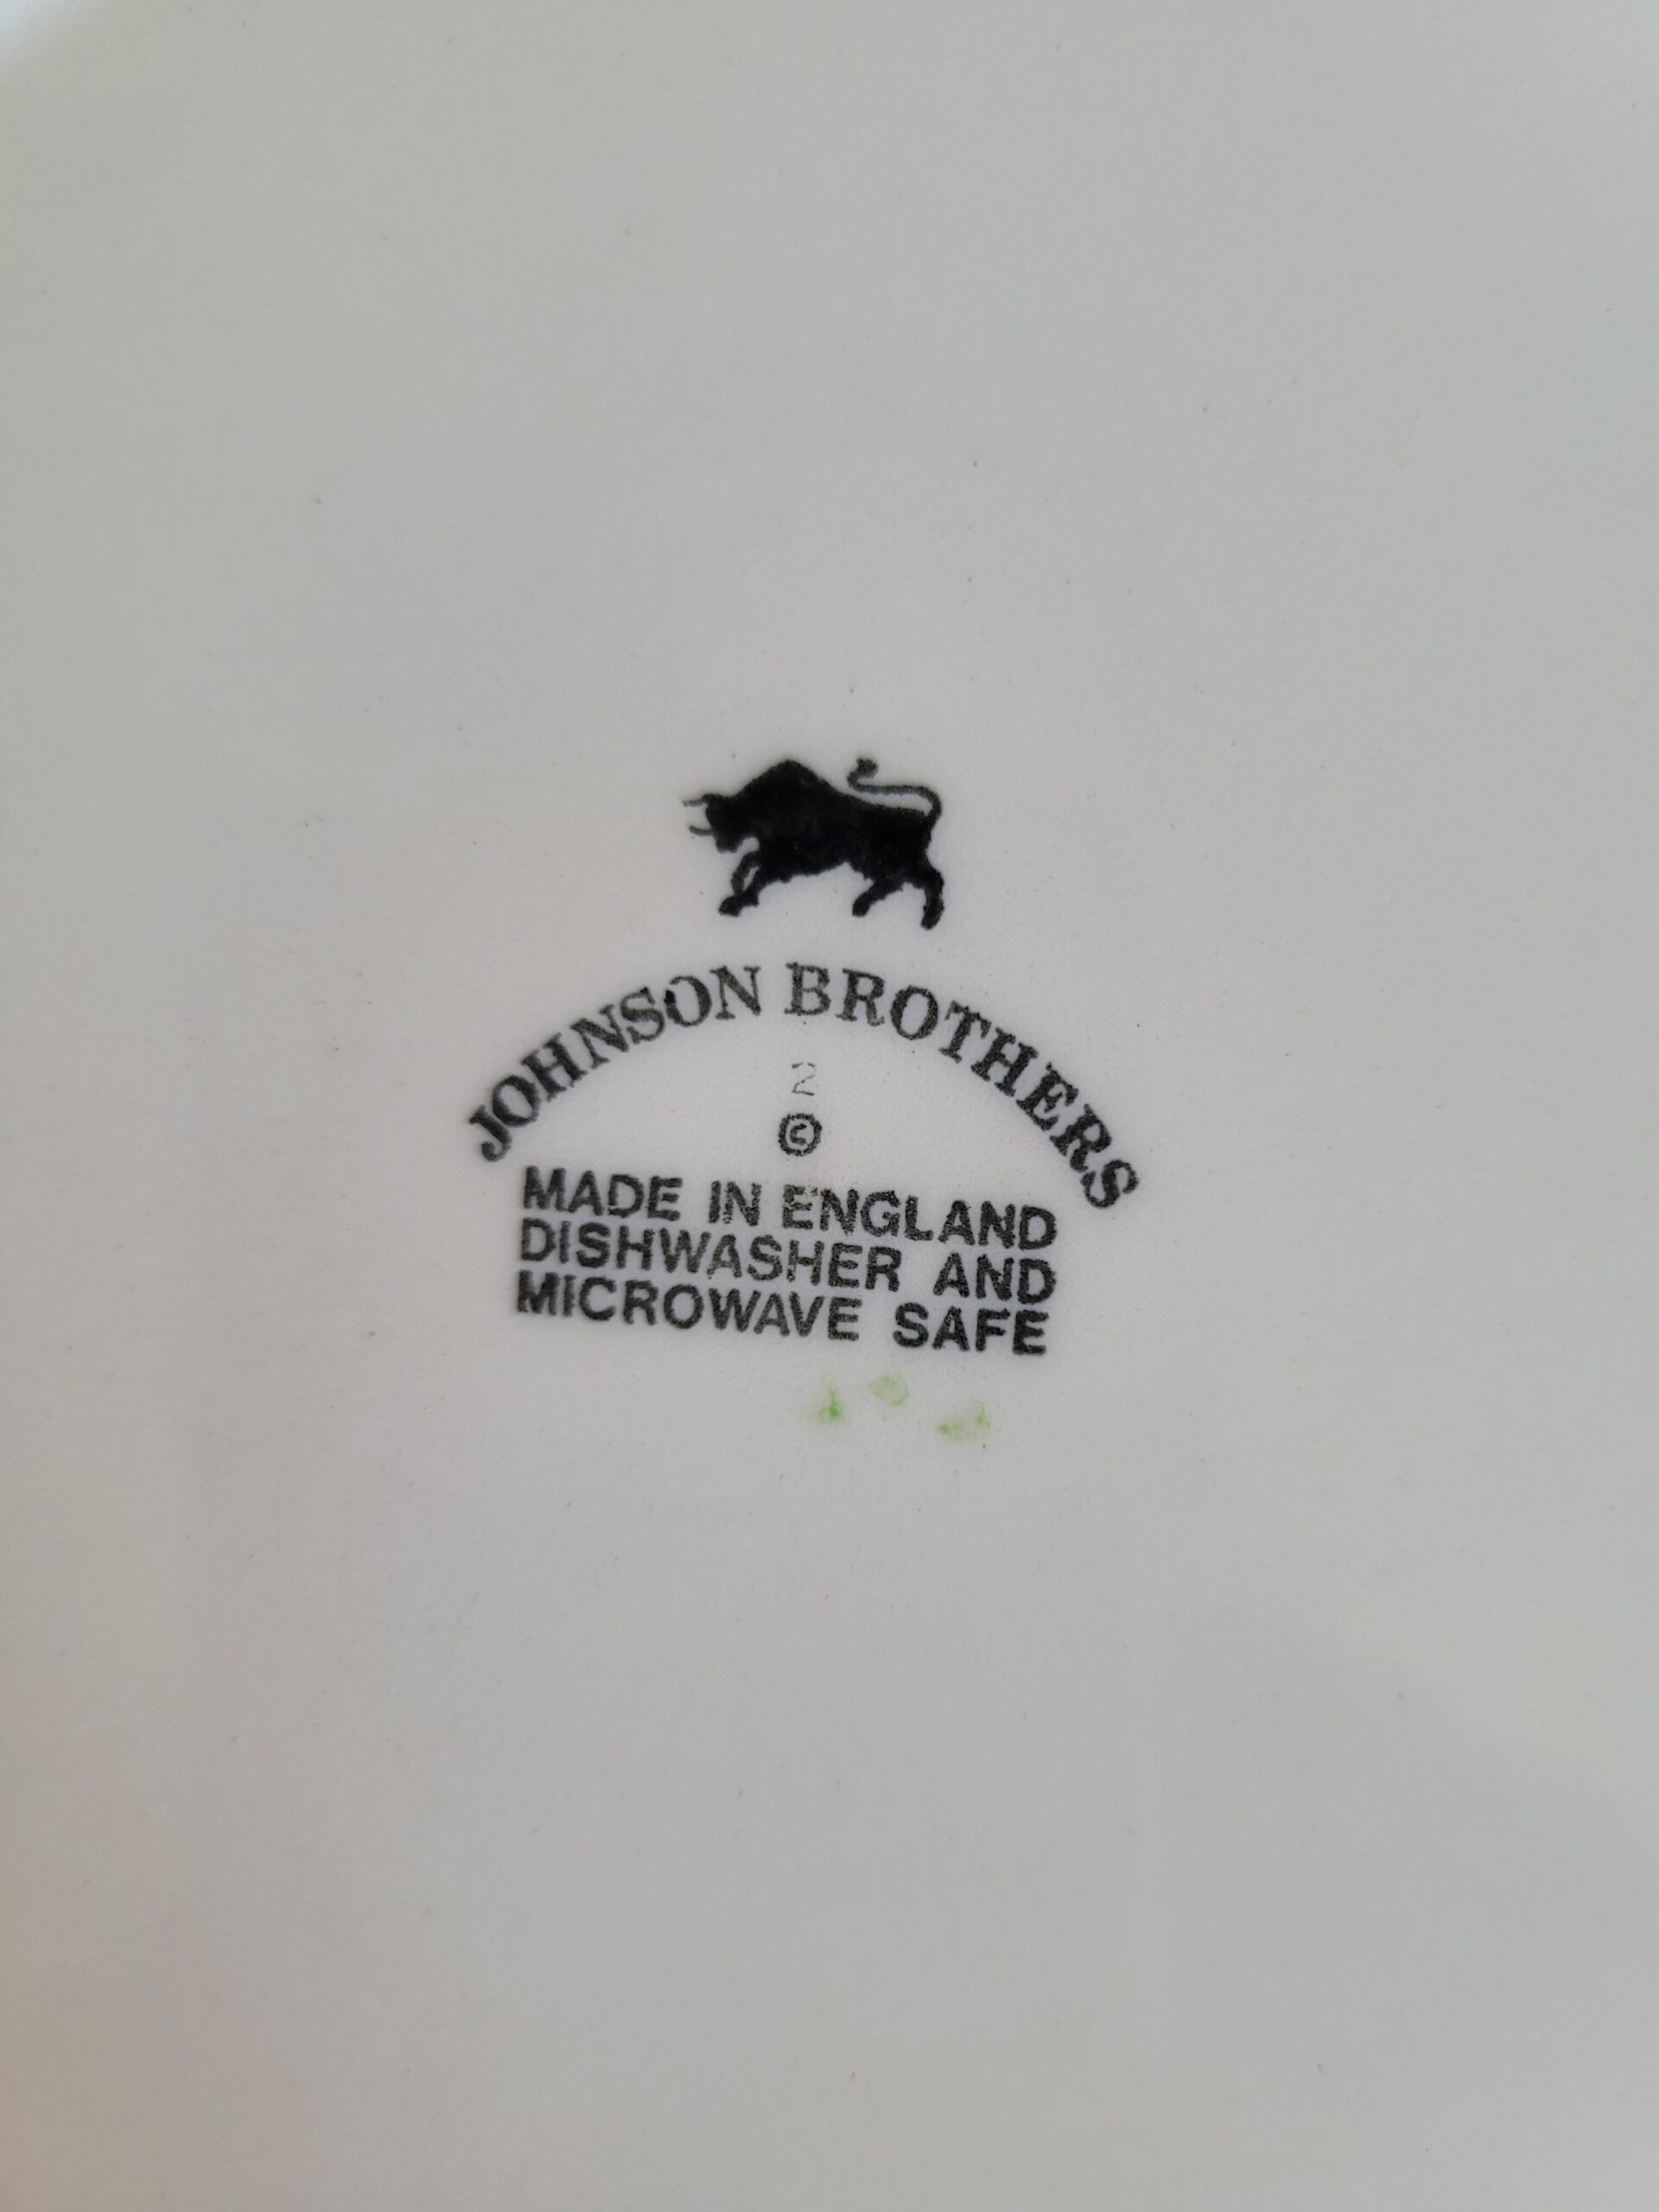 JOHNSON BROTHERS
2
©
MADE IN ENGLAND
DISHWASHER AND
MICROWAVE SAFE